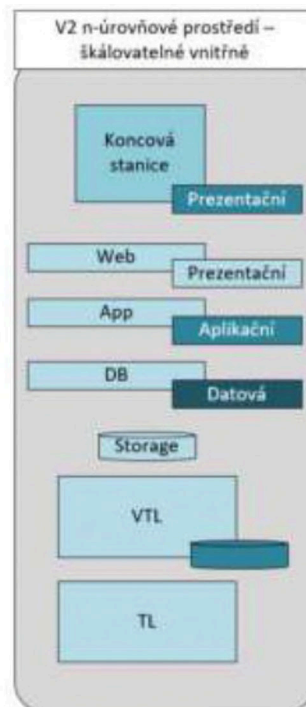 V2 n-úrovňové prostředí –
škálovatelné vnitřně
Koncová
stanice
Prezentační
Web
Prezentační
App
Aplikační
DB
Datová
Storage
VTL
TL